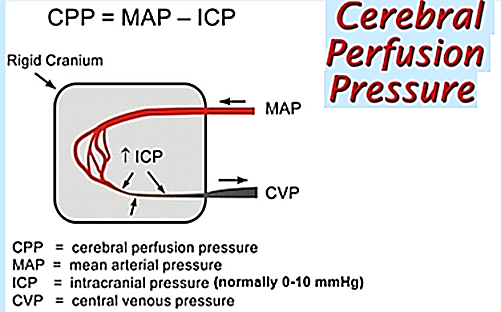 CPP = MAP – ICP
Cerebral
Perfusion
Pressure
Rigid Cranium
MAP
↑ ICP
CVP
CPP = cerebral perfusion pressure
MAP = mean arterial pressure
ICP = intracranial pressure (normally 0-10 mmHg)
CVP = central venous pressure